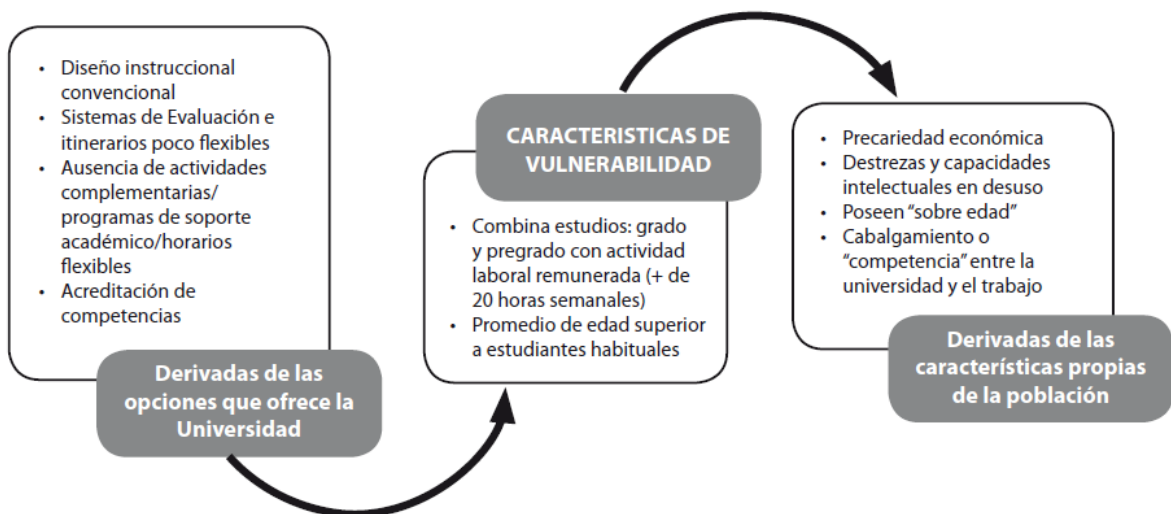 • Diseño instruccional
convencional
• Sistemas de Evaluación e
itinerarios poco flexibles
• Ausencia de actividades
complementarias/
programas de soporte
académico/horarios
flexibles
• Acreditación de
competencias
Derivadas de las
opciones que ofrece la
Universidad
CARACTERISTICAS DE
VULNERABILIDAD
• Combina estudios: grado
y pregrado con actividad
laboral remunerada (+ de
20 horas semanales)
• Promedio de edad superior
a estudiantes habituales
• Precariedad económica
• Destrezas y capacidades
intelectuales en desuso
• Poseen “sobre edad”
• Cabalgamiento o
“competencia” entre la
universidad y el trabajo
Derivadas de las
características propias
de la población